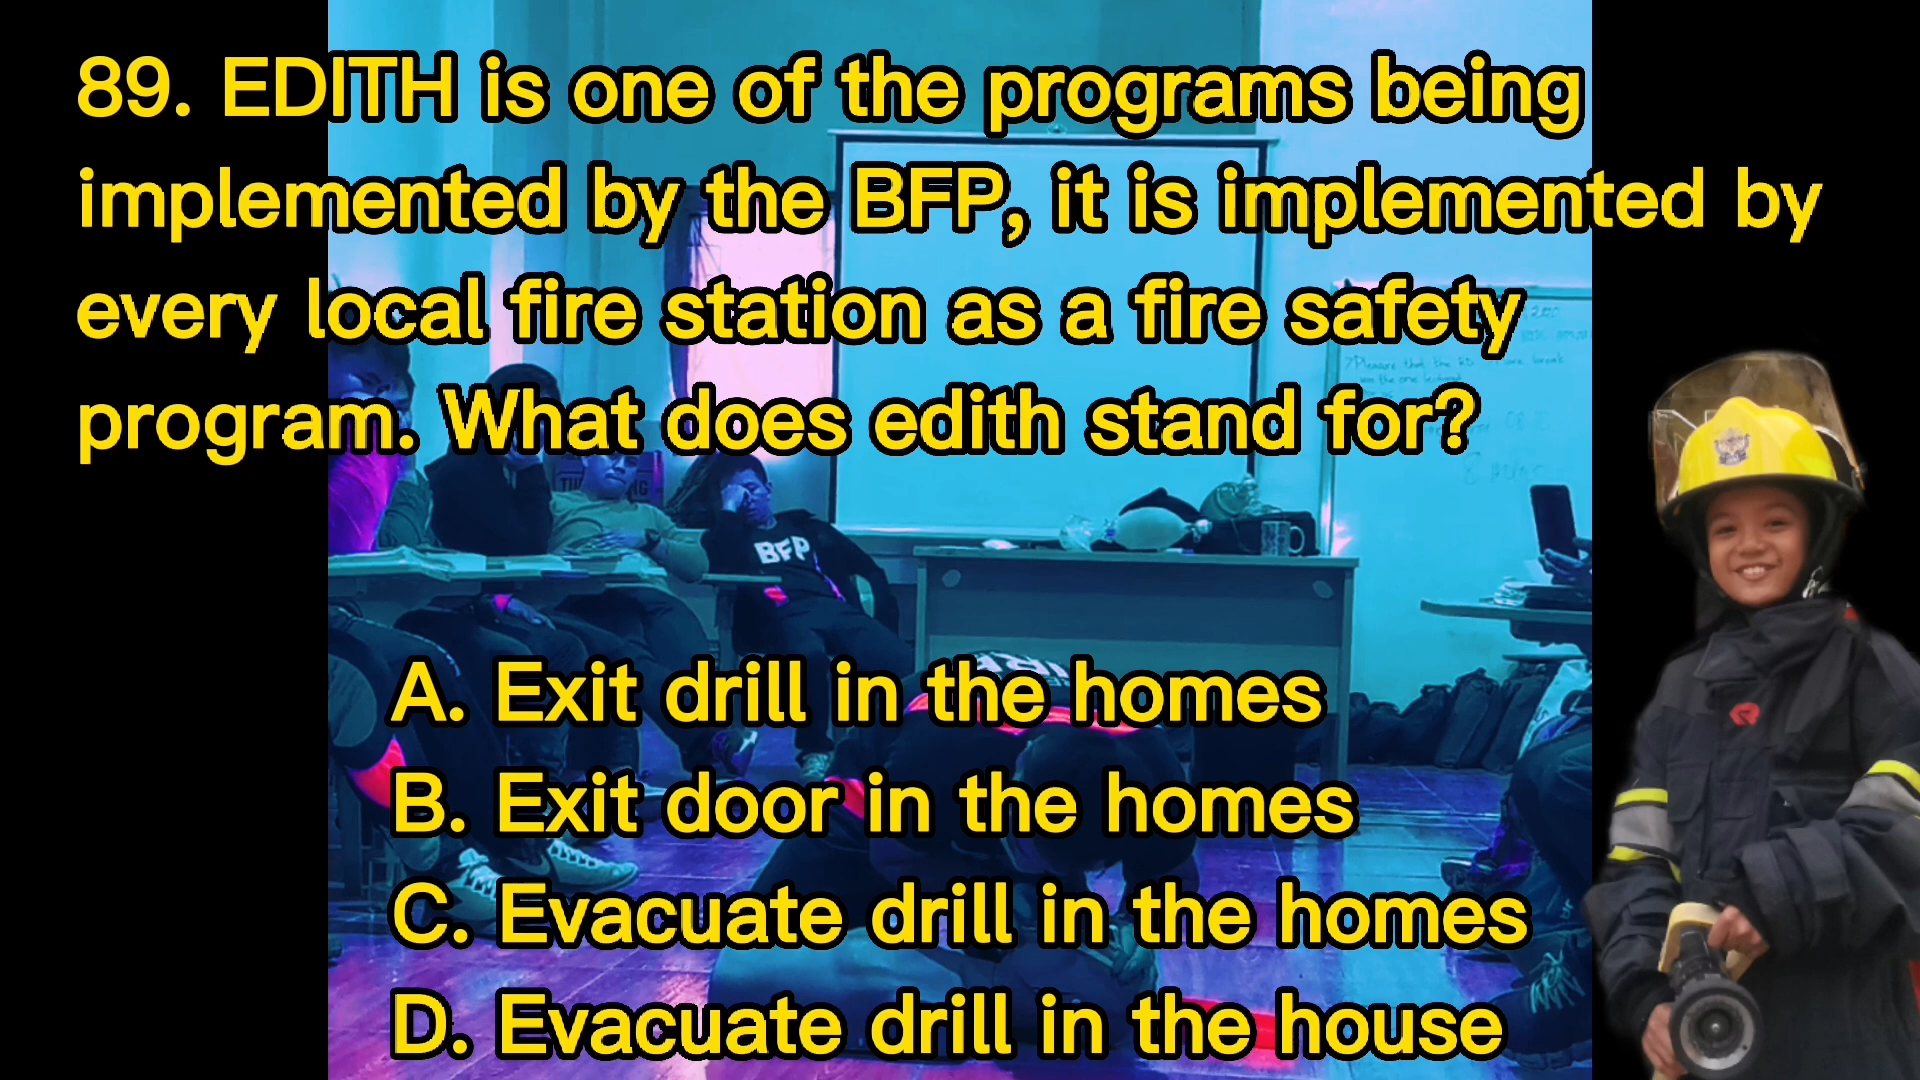 89. EDITH is one of the programs being
implemented by the BFP, it is implemented by
every local fire station as a fire safety
program. What does edith stand for?
BFP
A. Exit drill in the homes
B. Exit door in the homes
C. Evacuate drill in the homes
D. Evacuate drill in the house